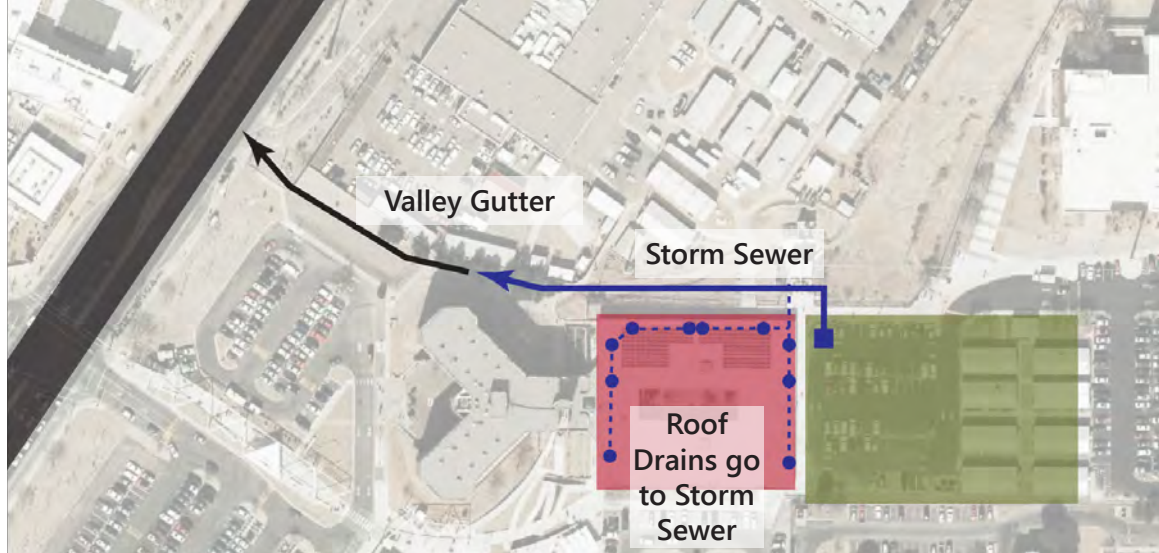 Valley Gutter
Storm Sewer
Roof
Drains go
to Storm
Sewer